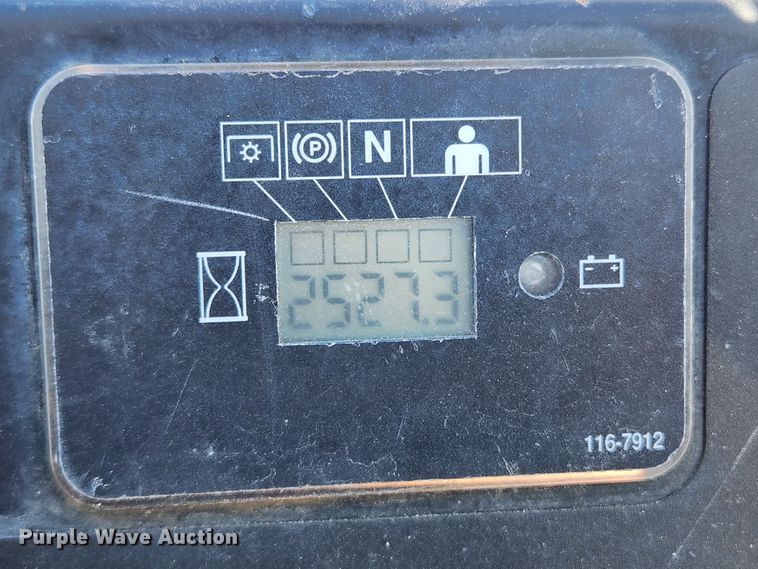 P N
2527.3
116-7912
Purple Wave Auction